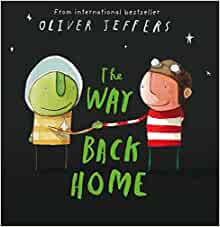 From international bestseller
OLIVER JEFFERS
The
WAY
BACK
HOME